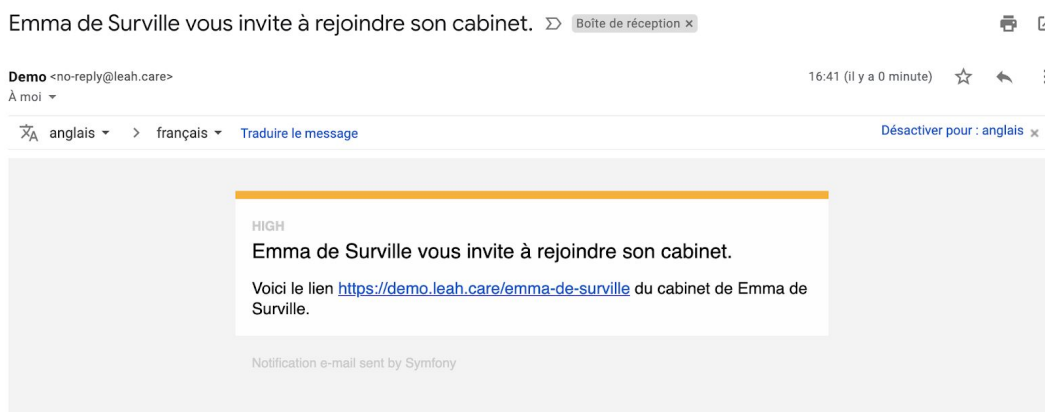 Emma de Surville vous invite à rejoindre son cabinet. Boîte de réception ×
Demo <no-reply@leah.care> 16:41 (il y a 0 minute)
À moi
anglais > français Traduire le message Désactiver pour : anglais ×
HIGH
Emma de Surville vous invite à rejoindre son cabinet.
Voici le lien https://demo.leah.care/emma-de-surville du cabinet de Emma de
Surville.
Notification e-mail sent by Symfony